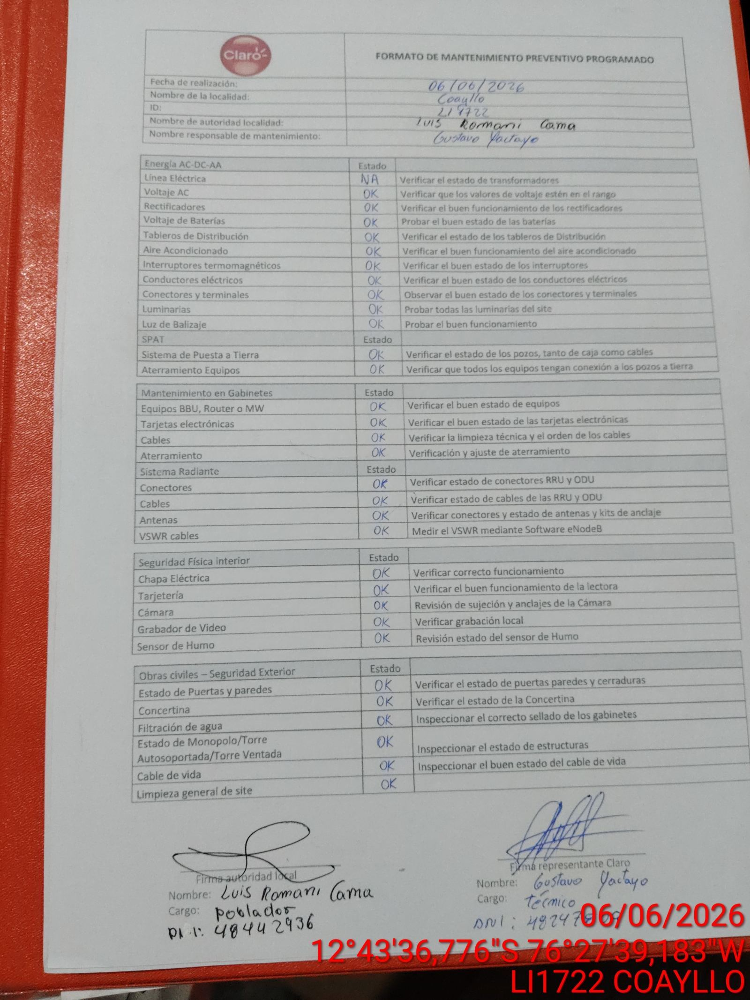 Claro
FORMATO DE MANTENIMIENTO PREVENTIVO PROGRAMADO
Fecha de realización: 06/06/2026
Nombre de la localidad: Coayllo
ID: LI1722
Nombre de autoridad localidad: Luis Romani Cama
Nombre responsable de mantenimiento: Gustavo Yactayo
Energía AC-DC-AA Estado
Línea Eléctrica NA Verificar el estado de transformadores
Voltaje AC OK Verificar que los valores de voltaje estén en el rango
Rectificadores OK Verificar el buen funcionamiento de los rectificadores
Voltaje de Baterías OK Probar el buen estado de las baterías
Tableros de Distribución OK Verificar el estado de los tableros de Distribución
Aire Acondicionado OK Verificar el buen funcionamiento del aire acondicionado
Interruptores termomagnéticos OK Verificar el buen estado de los interruptores
Conductores eléctricos OK Verificar el buen estado de los conductores eléctricos
Conectores y terminales OK Observar el buen estado de los conectores y terminales
Luminarias OK Probar todas las luminarias del site
Luz de Balizaje OK Probar el buen funcionamiento
SPAT Estado
Sistema de Puesta a Tierra OK Verificar el estado de los pozos, tanto de caja como cables
Aterramiento Equipos OK Verificar que todos los equipos tengan conexión a los pozos a tierra
Mantenimiento en Gabinetes Estado
Equipos BBU, Router o MW OK Verificar el buen estado de equipos
Tarjetas electrónicas OK Verificar el buen estado de las tarjetas electrónicas
Cables OK Verificar la limpieza técnica y el orden de los cables
Aterramiento OK Verificación y ajuste de aterramiento
Sistema Radiante Estado
Conectores OK Verificar estado de conectores RRU y ODU
Cables OK Verificar estado de cables de las RRU y ODU
Antenas OK Verificar conectores y estado de antenas y kits de anclaje
VSWR cables OK Medir el VSWR mediante Software eNodeB
Seguridad Física interior Estado
Chapa Eléctrica OK Verificar correcto funcionamiento
Tarjetería OK Verificar el buen funcionamiento de la lectora
Cámara OK Revisión de sujeción y anclajes de la Cámara
Grabador de Video OK Verificar grabación local
Sensor de Humo OK Revisión estado del sensor de Humo
Obras civiles – Seguridad Exterior Estado
Estado de Puertas y paredes OK Verificar el estado de puertas paredes y cerraduras
Concertina OK Verificar el estado de la Concertina
Filtración de agua OK Inspeccionar el correcto sellado de los gabinetes
Estado de Monopolo/Torre
Autosoportada/Torre Ventada OK Inspeccionar el estado de estructuras
Cable de vida OK Inspeccionar el buen estado del cable de vida
Limpieza general de site OK
Firma autoridad local
Nombre: Luis Romani Cama
Cargo: poblador
DNI: 48442936
Firma representante Claro
Nombre: Gustavo Yactayo
Cargo: técnico
DNI:
06/06/2026
12°43'36,776"S 76°27'39,183"W
LI1722 COAYLLO